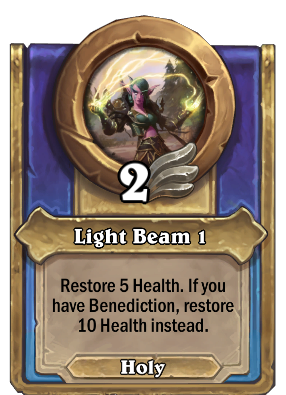 2
Light Beam 1
Restore 5 Health. If you
have Benediction, restore
10 Health instead.
Holy